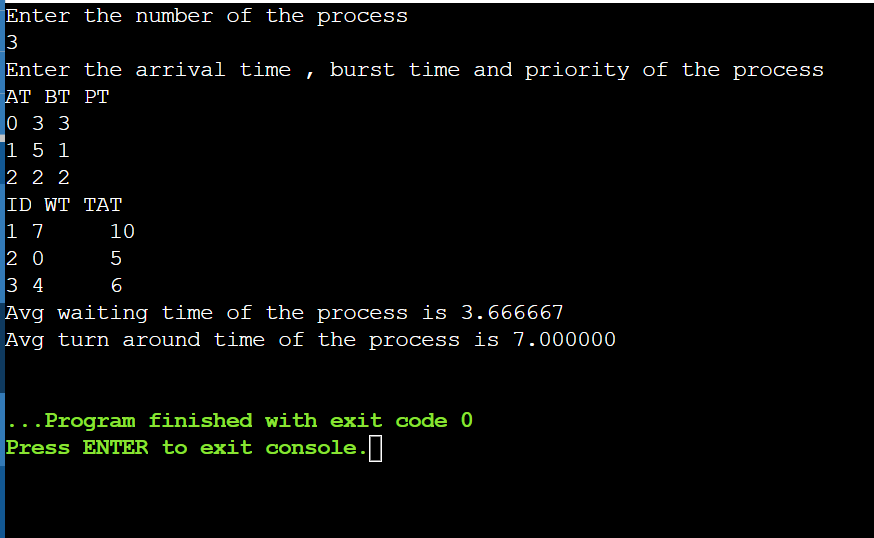 Enter the number of the process
3
Enter the arrival time , burst time and priority of the process
AT BT PT
0 3 3
1 5 1
2 2 2
ID WT TAT
1 7     10
2 0     5
3 4     6
Avg waiting time of the process is 3.666667
Avg turn around time of the process is 7.000000
...Program finished with exit code 0
Press ENTER to exit console.